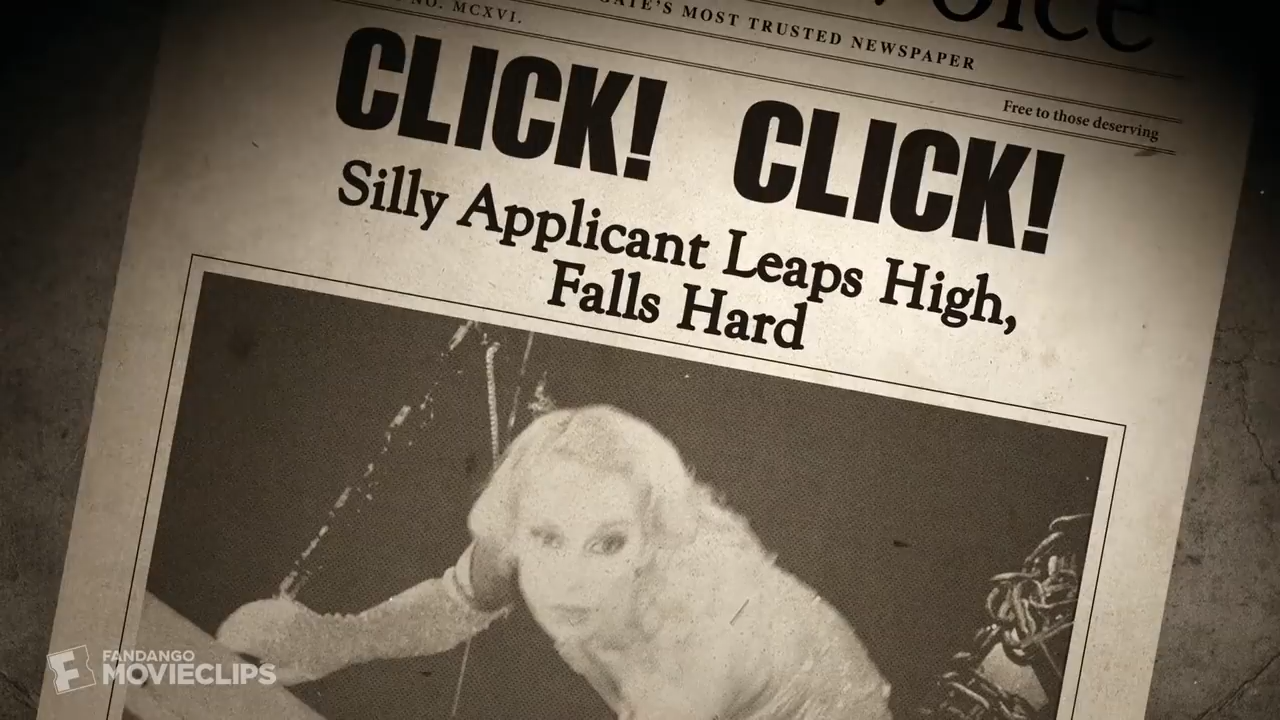 NO. MCXVI.
MOST TRUSTED NEWSPAPER
Free to those deserving
CLICK! CLICK!
Silly Applicant Leaps High,
Falls Hard
FANDANGO
MOVIECLIPS